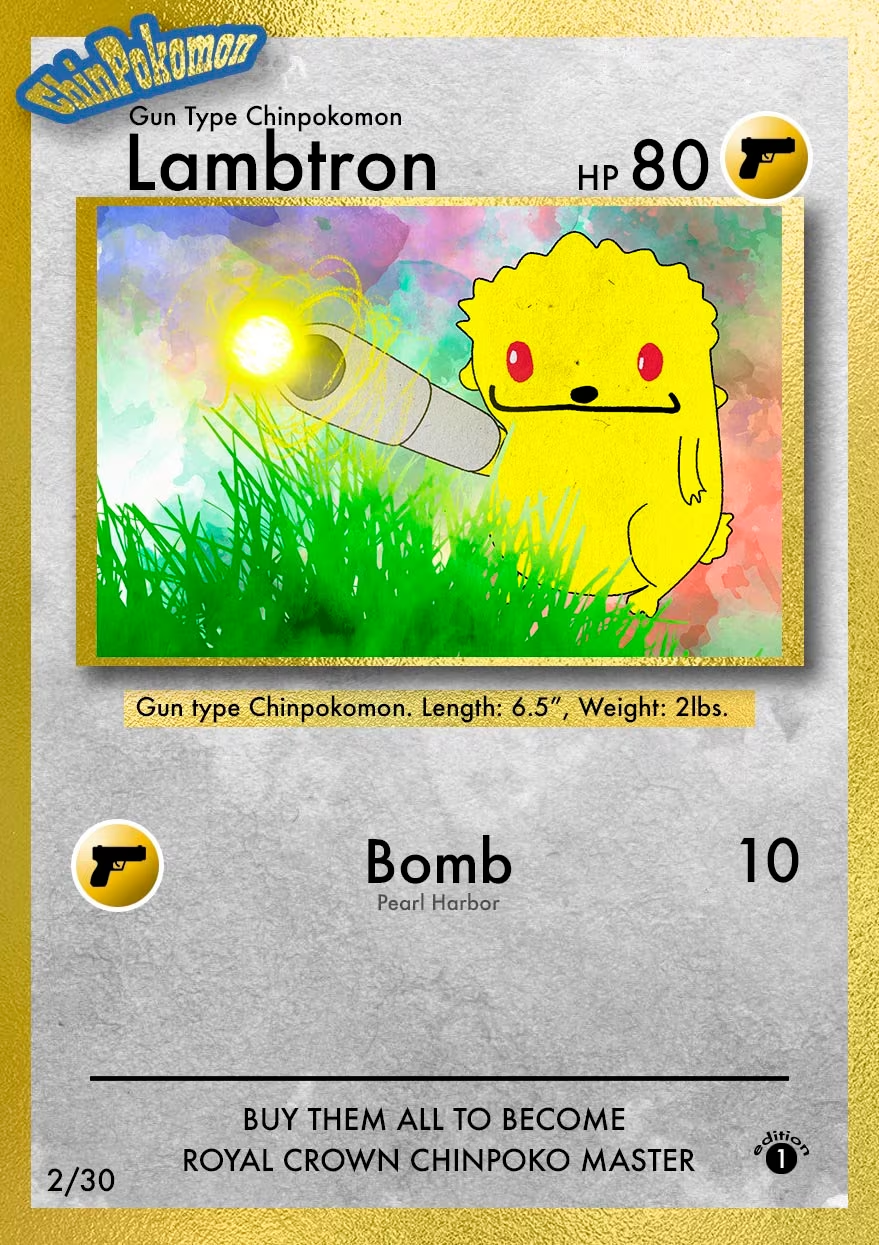 ChinPokomon
Gun Type Chinpokomon
Lambtron
HP 80
Gun type Chinpokomon. Length: 6.5”, Weight: 2lbs.
Bomb 10
Pearl Harbor
BUY THEM ALL TO BECOME
ROYAL CROWN CHINPOKO MASTER
edition
1
2/30